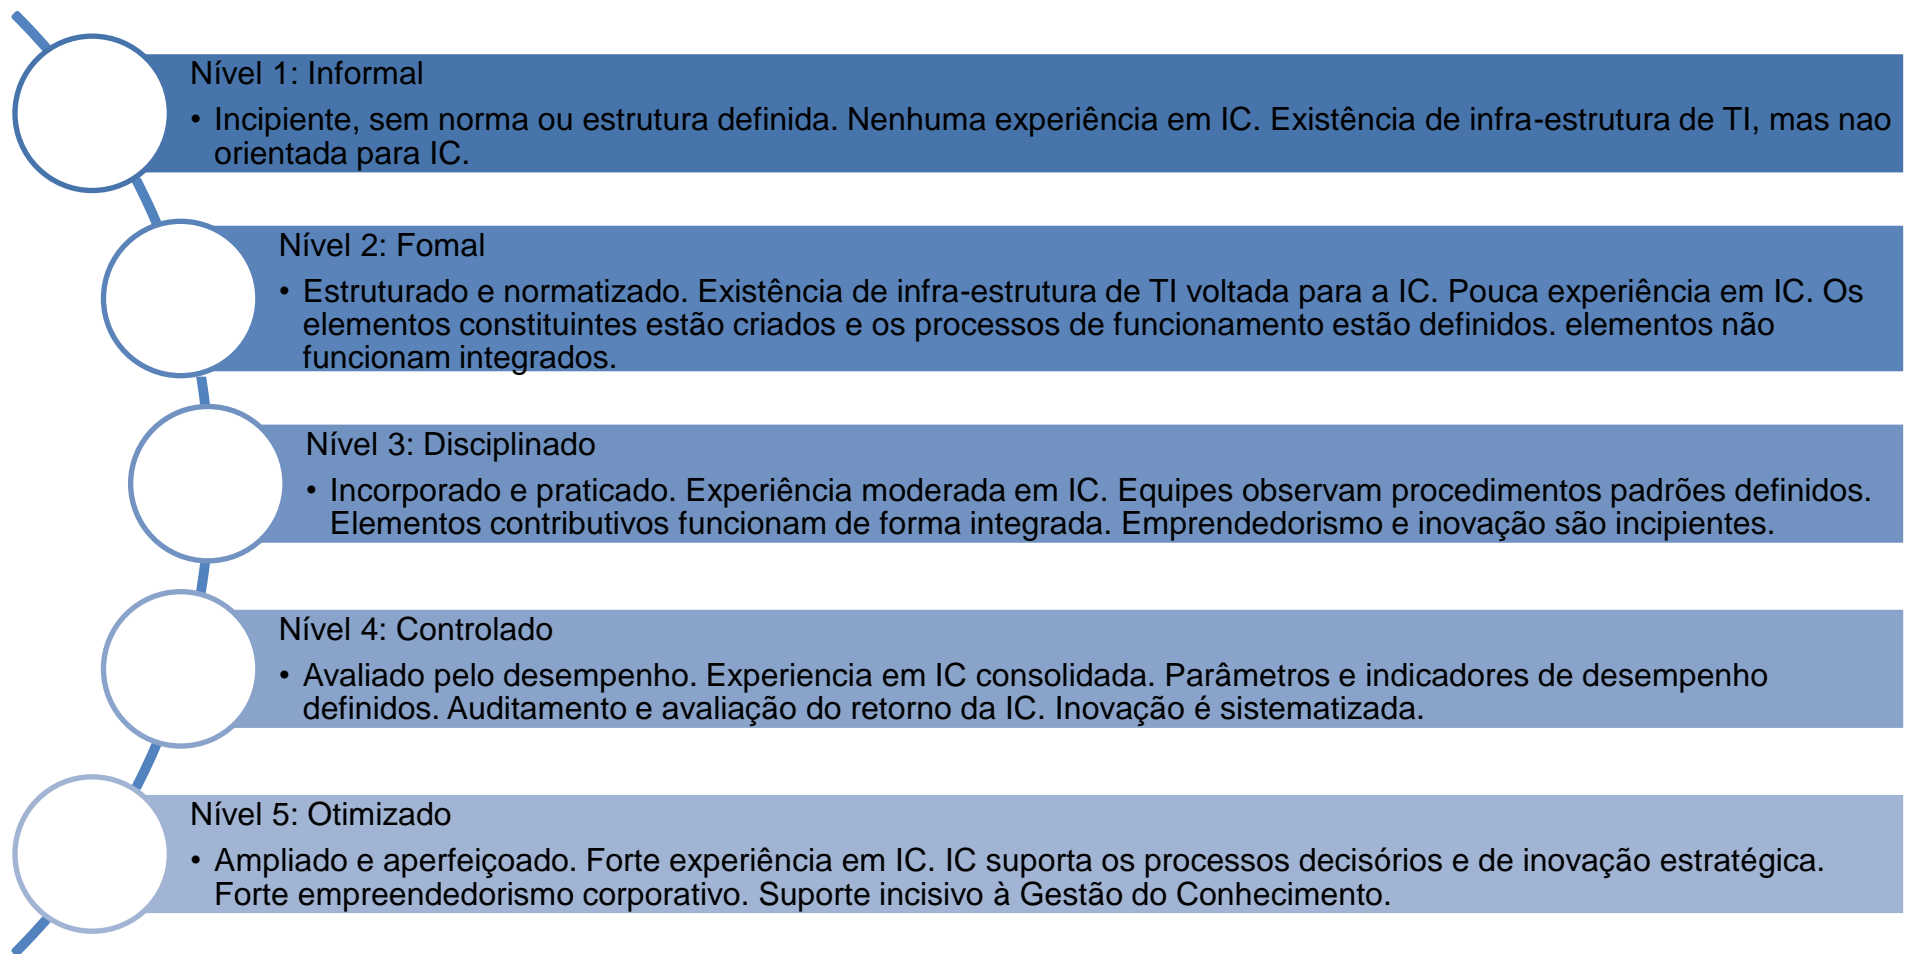 Nível 1: Informal
• Incipiente, sem norma ou estrutura definida. Nenhuma experiência em IC. Existência de infra-estrutura de TI, mas nao
orientada para IC.
Nível 2: Fomal
• Estruturado e normatizado. Existência de infra-estrutura de TI voltada para a IC. Pouca experiência em IC. Os
elementos constituintes estão criados e os processos de funcionamento estão definidos. elementos não
funcionam integrados.
Nível 3: Disciplinado
• Incorporado e praticado. Experiência moderada em IC. Equipes observam procedimentos padrões definidos.
Elementos contributivos funcionam de forma integrada. Emprendedorismo e inovação são incipientes.
Nível 4: Controlado
• Avaliado pelo desempenho. Experiencia em IC consolidada. Parâmetros e indicadores de desempenho
definidos. Auditamento e avaliação do retorno da IC. Inovação é sistematizada.
Nível 5: Otimizado
• Ampliado e aperfeiçoado. Forte experiência em IC. IC suporta os processos decisórios e de inovação estratégica.
Forte empreendedorismo corporativo. Suporte incisivo à Gestão do Conhecimento.